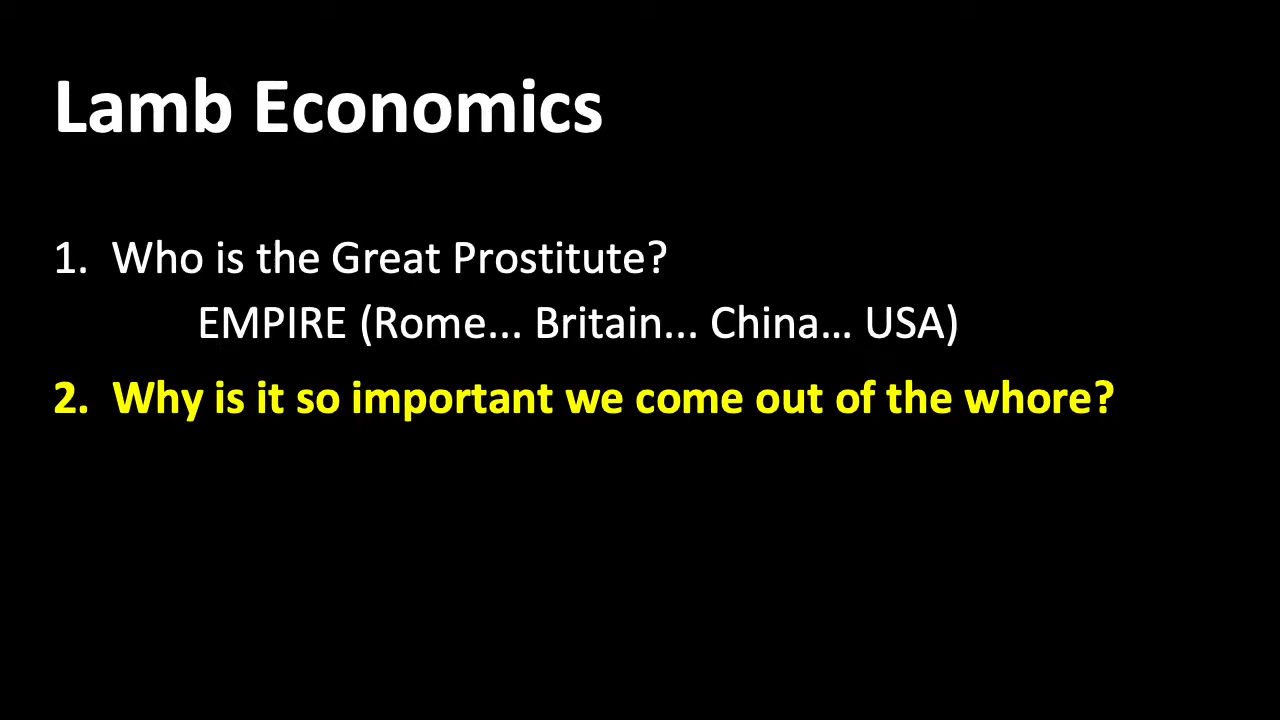 Lamb Economics
1. Who is the Great Prostitute?
EMPIRE (Rome... Britain... China... USA)
2. Why is it so important we come out of the whore?